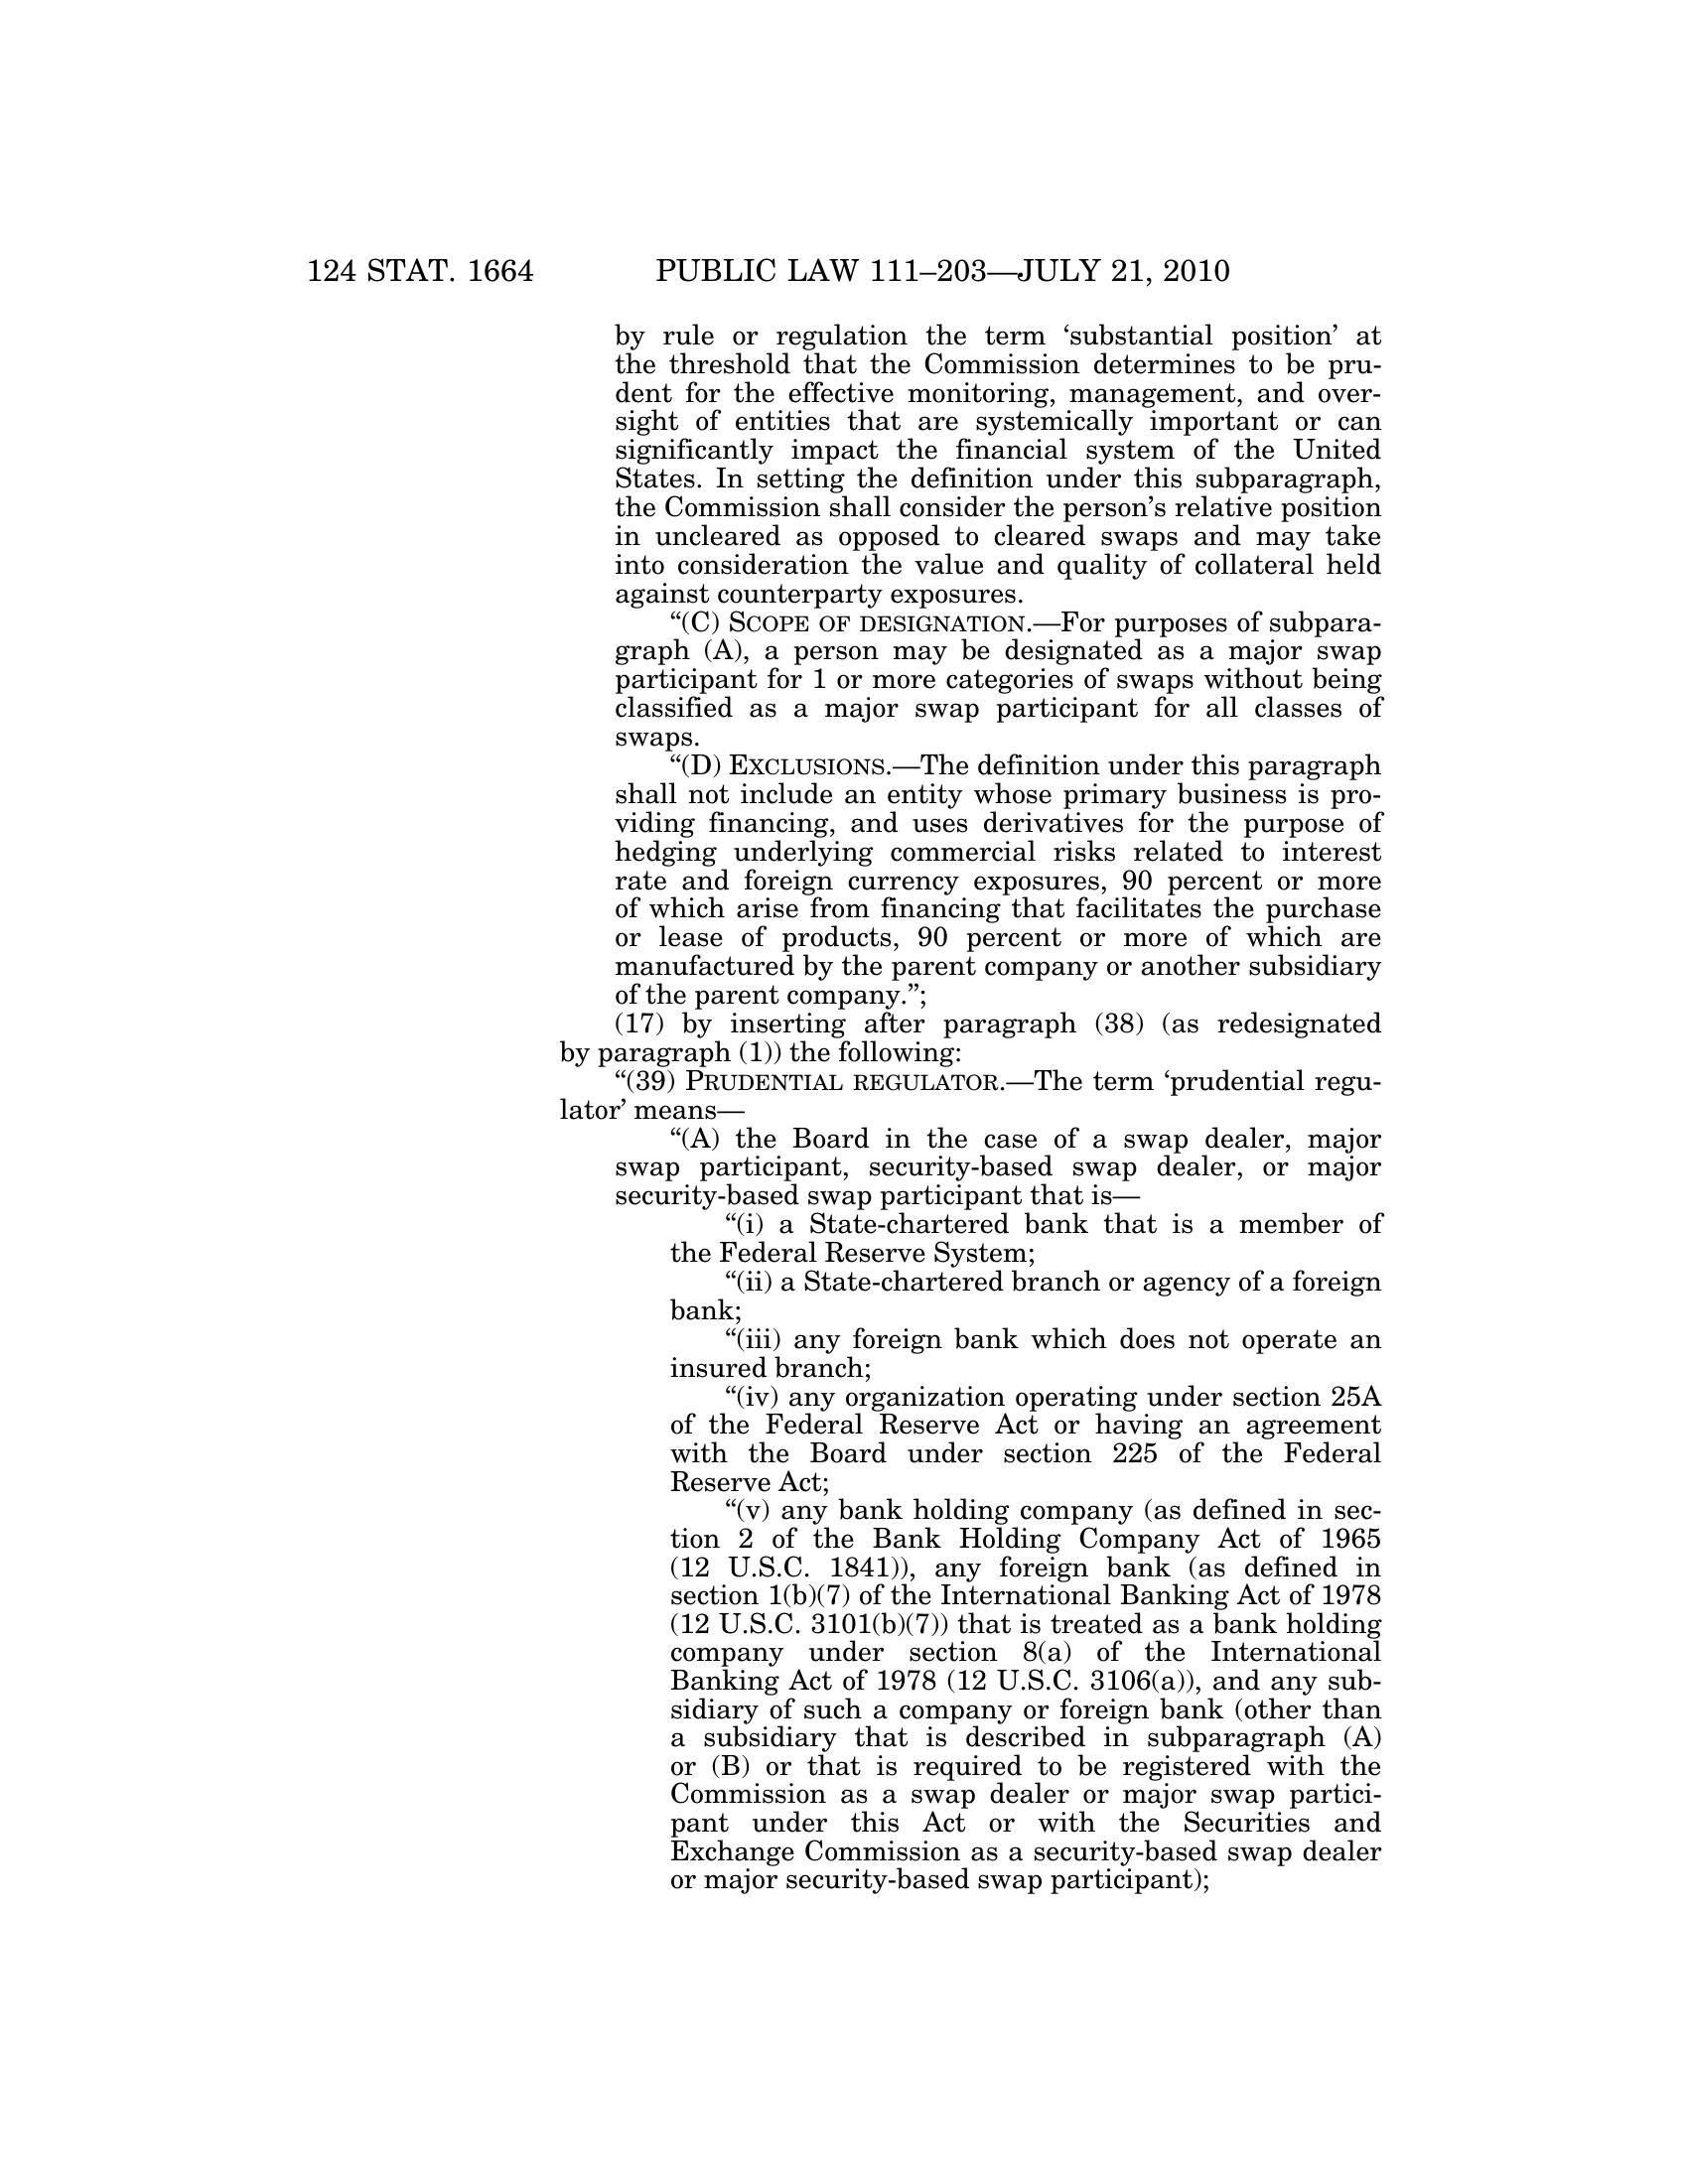 124 STAT. 1664 PUBLIC LAW 111–203—JULY 21, 2010
by rule or regulation the term ‘substantial position’ at
the threshold that the Commission determines to be pru-
dent for the effective monitoring, management, and over-
sight of entities that are systemically important or can
significantly impact the financial system of the United
States. In setting the definition under this subparagraph,
the Commission shall consider the person’s relative position
in uncleared as opposed to cleared swaps and may take
into consideration the value and quality of collateral held
against counterparty exposures.
“(C) SCOPE OF DESIGNATION.—For purposes of subpara-
graph (A), a person may be designated as a major swap
participant for 1 or more categories of swaps without being
classified as a major swap participant for all classes of
swaps.
“(D) EXCLUSIONS.—The definition under this paragraph
shall not include an entity whose primary business is pro-
viding financing, and uses derivatives for the purpose of
hedging underlying commercial risks related to interest
rate and foreign currency exposures, 90 percent or more
of which arise from financing that facilitates the purchase
or lease of products, 90 percent or more of which are
manufactured by the parent company or another subsidiary
of the parent company.”;
(17) by inserting after paragraph (38) (as redesignated
by paragraph (1)) the following:
“(39) PRUDENTIAL REGULATOR.—The term ‘prudential regu-
lator’ means—
“(A) the Board in the case of a swap dealer, major
swap participant, security-based swap dealer, or major
security-based swap participant that is—
“(i) a State-chartered bank that is a member of
the Federal Reserve System;
“(ii) a State-chartered branch or agency of a foreign
bank;
“(iii) any foreign bank which does not operate an
insured branch;
“(iv) any organization operating under section 25A
of the Federal Reserve Act or having an agreement
with the Board under section 225 of the Federal
Reserve Act;
“(v) any bank holding company (as defined in sec-
tion 2 of the Bank Holding Company Act of 1965
(12 U.S.C. 1841)), any foreign bank (as defined in
section 1(b)(7) of the International Banking Act of 1978
(12 U.S.C. 3101(b)(7)) that is treated as a bank holding
company under section 8(a) of the International
Banking Act of 1978 (12 U.S.C. 3106(a)), and any sub-
sidiary of such a company or foreign bank (other than
a subsidiary that is described in subparagraph (A)
or (B) or that is required to be registered with the
Commission as a swap dealer or major swap partici-
pant under this Act or with the Securities and
Exchange Commission as a security-based swap dealer
or major security-based swap participant);